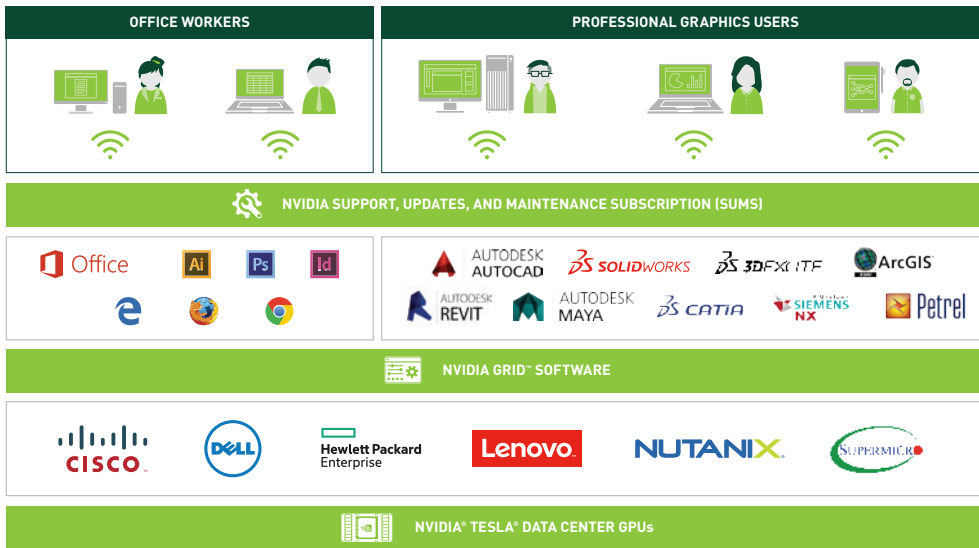 OFFICE WORKERS
PROFESSIONAL GRAPHICS USERS
NVIDIA SUPPORT, UPDATES, AND MAINTENANCE SUBSCRIPTION (SUMS)
Office
Ai
Ps
Id
AUTODESK
AUTOCAD
SOLIDWORKS
ArcGIS
AUTODESK
REVIT
AUTODESK
MAYA
CATIA
SIEMENS
NX
Petrel
NVIDIA GRID™ SOFTWARE
CISCO
DELL
Hewlett Packard
Enterprise
Lenovo
NUTANIX
SUPERMICRO
NVIDIA® TESLA® DATA CENTER GPUs